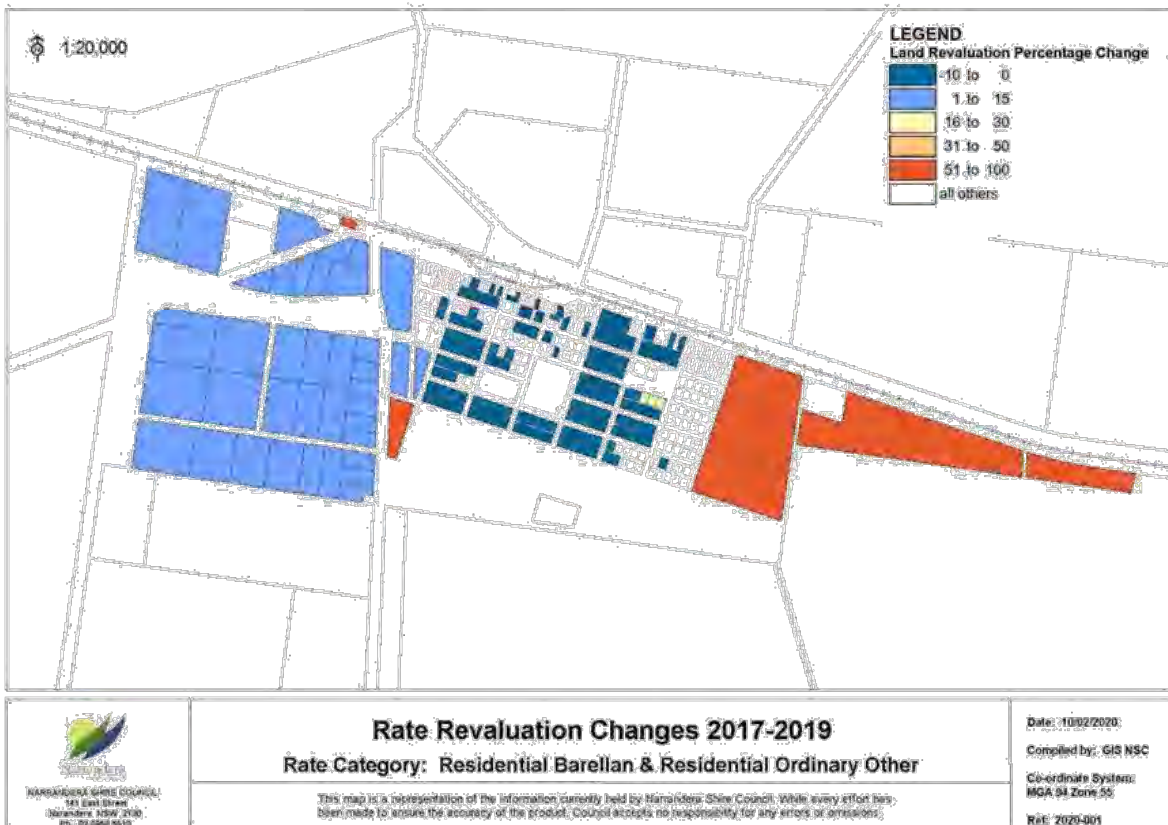 1:20,000
LEGEND
Land Revaluation Percentage Change
-10 to 0
1 to 15
16 to 30
31 to 50
51 to 100
all others
NARRANDERA SHIRE COUNCIL
141 East Street
Narrandera NSW 2700
Rate Revaluation Changes 2017-2019
Rate Category: Residential Barellan & Residential Ordinary Other
This map is a representation of the information currently held by Narrandera Shire Council. While every effort has
been made to ensure the accuracy of the product, Council accepts no responsibility for any errors or omissions
Date: 10/02/2020
Compiled by: GIS NSC
Co-ordinate System:
MGA 94 Zone 55
Ref: 2020-001